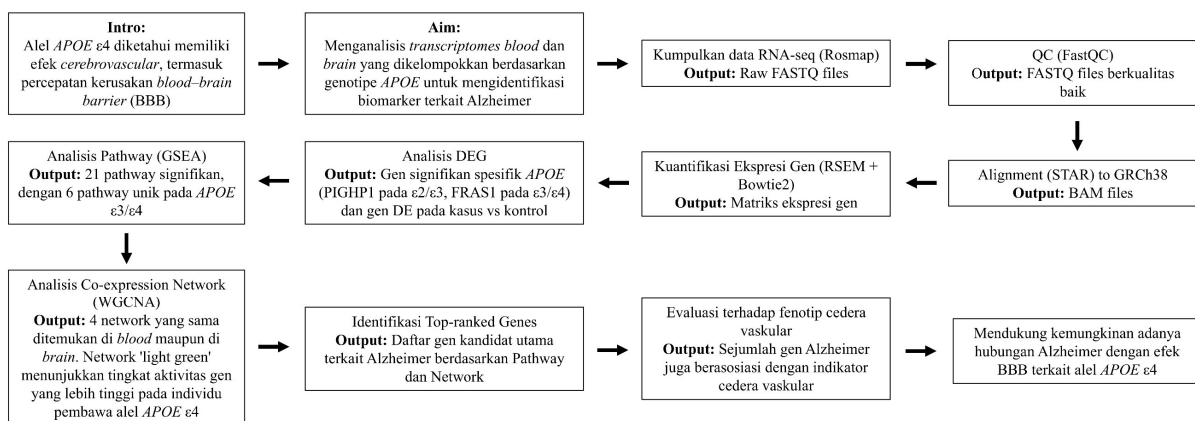 Intro:
Alel APOE ε4 diketahui memiliki
efek cerebrovascular, termasuk
percepatan kerusakan blood–brain
barrier (BBB)
Aim:
Menganalisis transcriptomes blood dan
brain yang dikelompokkan berdasarkan
genotipe APOE untuk mengidentifikasi
biomarker terkait Alzheimer
Kumpulkan data RNA-seq (Rosmap)
Output: Raw FASTQ files
QC (FastQC)
Output: FASTQ files berkualitas
baik
Alignment (STAR) to GRCh38
Output: BAM files
Kuantifikasi Ekspresi Gen (RSEM +
Bowtie2)
Output: Matriks ekspresi gen
Analisis DEG
Output: Gen signifikan spesifik APOE
(PIGHP1 pada ε2/ε3, FRAS1 pada ε3/ε4)
dan gen DE pada kasus vs kontrol
Analisis Pathway (GSEA)
Output: 21 pathway signifikan,
dengan 6 pathway unik pada APOE
ε3/ε4
Analisis Co-expression Network
(WGCNA)
Output: 4 network yang sama
ditemukan di blood maupun di
brain. Network 'light green'
menunjukkan tingkat aktivitas gen
yang lebih tinggi pada individu
pembawa alel APOE ε4
Identifikasi Top-ranked Genes
Output: Daftar gen kandidat utama
terkait Alzheimer berdasarkan Pathway
dan Network
Evaluasi terhadap fenotip cedera
vaskular
Output: Sejumlah gen Alzheimer
juga berasosiasi dengan indikator
cedera vaskular
Mendukung kemungkinan adanya
hubungan Alzheimer dengan efek
BBB terkait alel APOE ε4